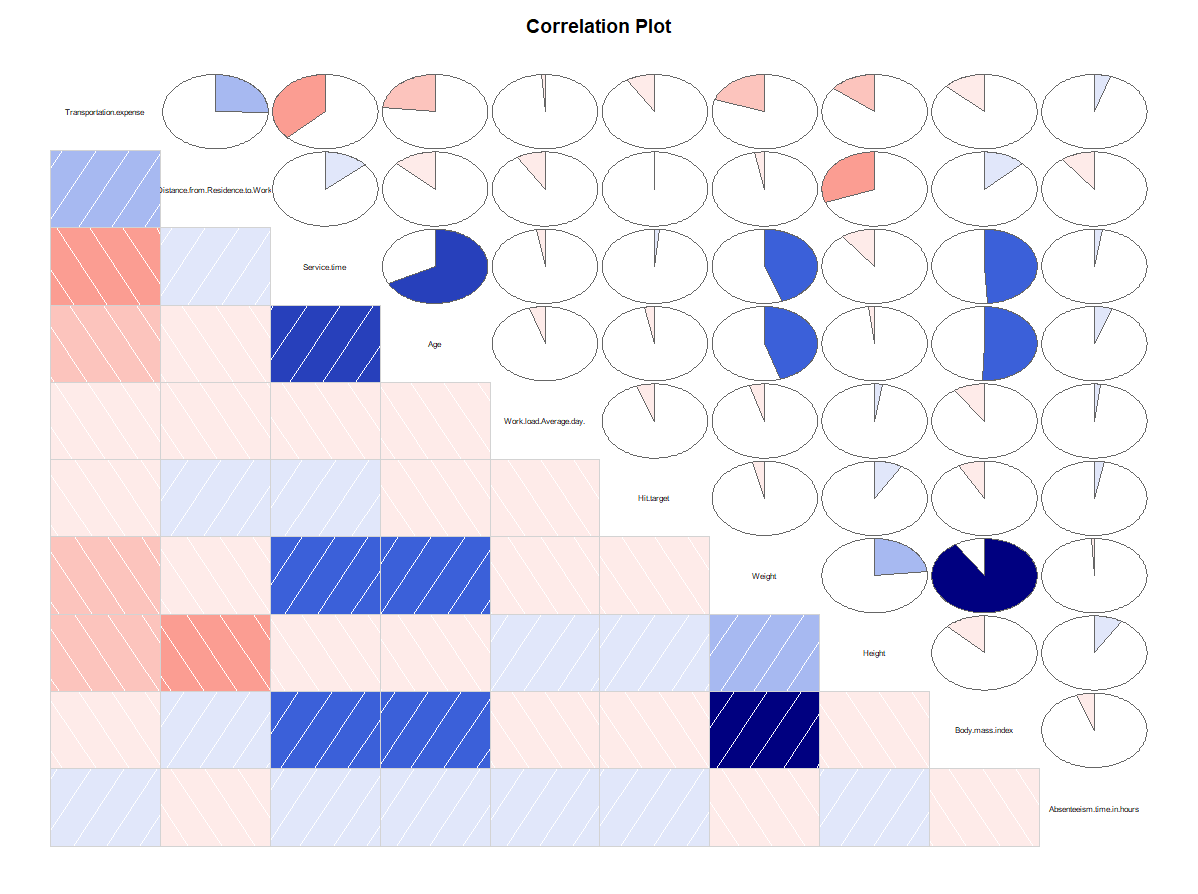 Correlation Plot
Transportation.expense
Distance.from.Residence.to.Work
Service.time
Age
Work.load.Average.day.
Hit.target
Weight
Height
Body.mass.index
Absenteeism.time.in.hours